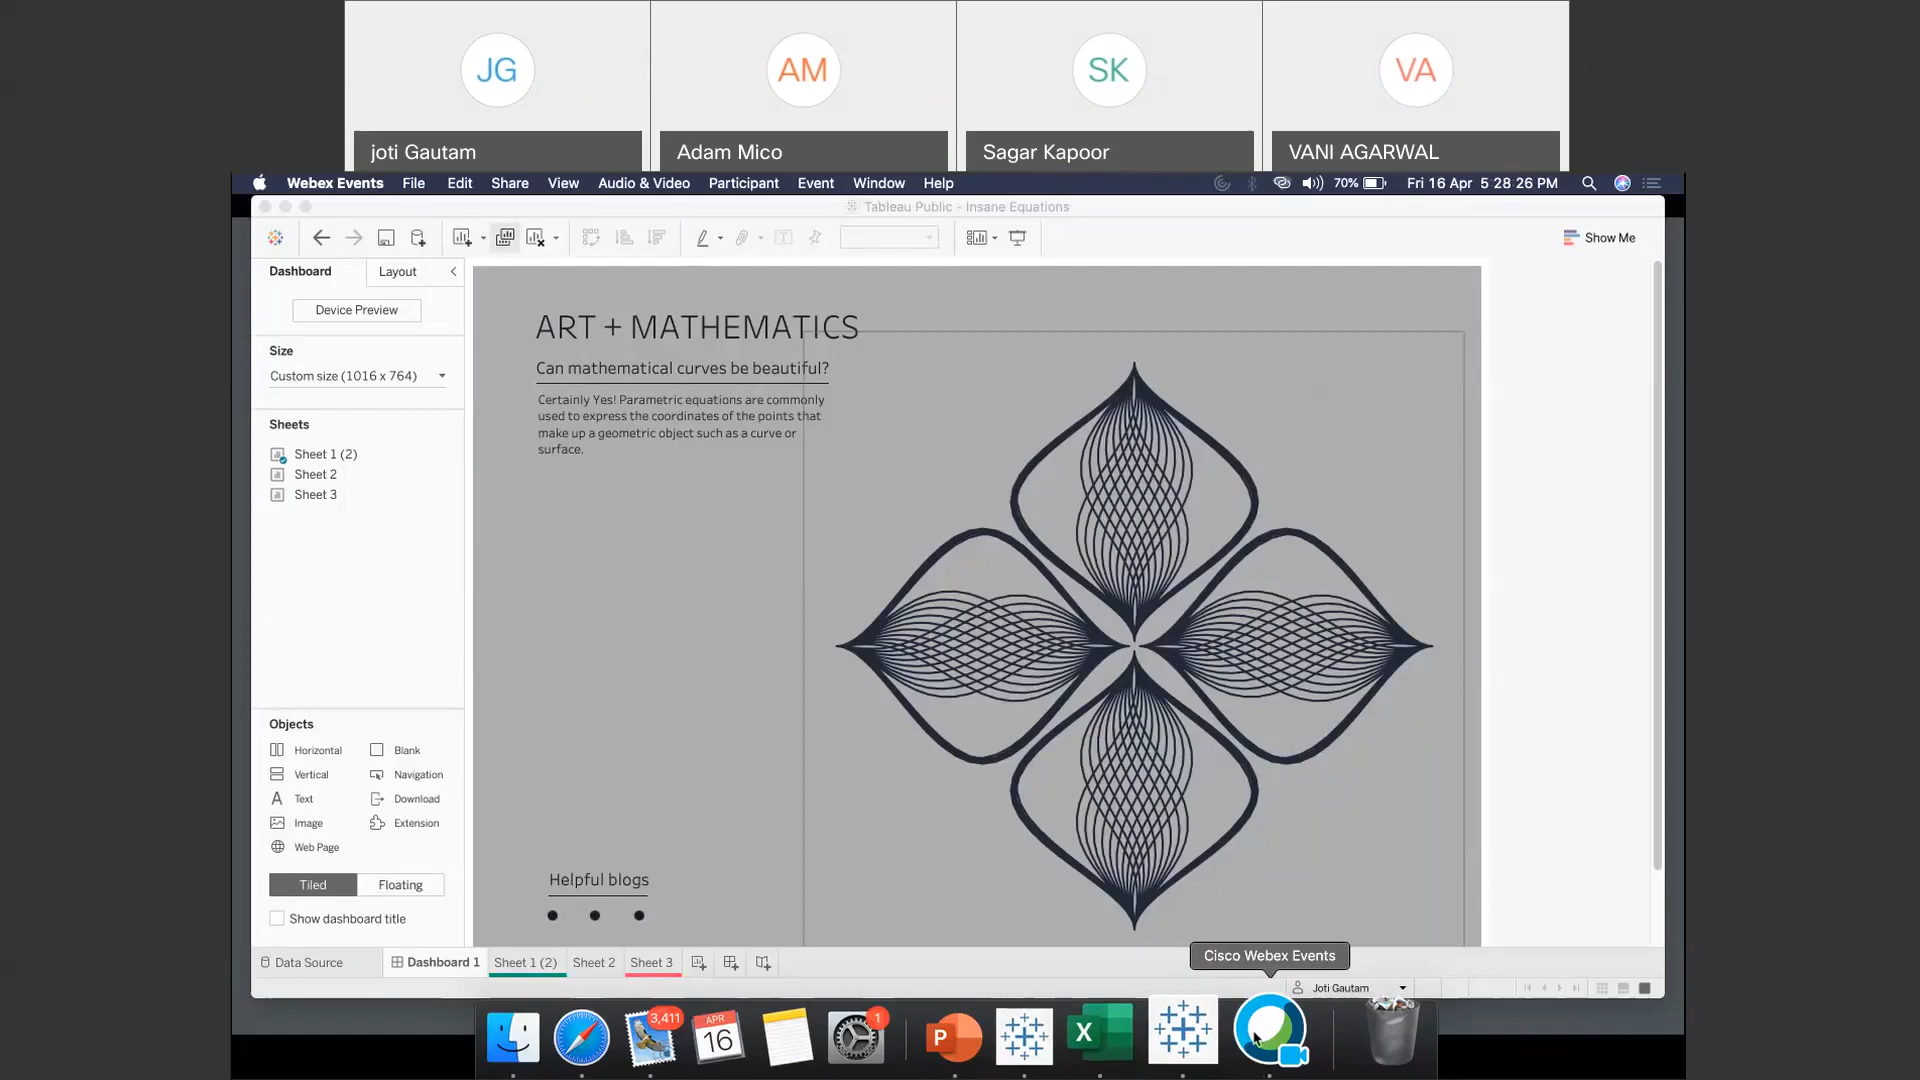 JG
AM
SK
VA
joti Gautam
Adam Mico
Sagar Kapoor
VANI AGARWAL
Webex Events File Edit Share View Audio & Video Participant Event Window Help
70% Fri 16 Apr 5:28:26 PM
Tableau Public - Insane Equations
Show Me
Dashboard Layout
Device Preview
Size
Custom size (1016 x 764)
Sheets
Sheet 1 (2)
Sheet 2
Sheet 3
Objects
Horizontal Blank
Vertical Navigation
Text Download
Image Extension
Web Page
Tiled Floating
Show dashboard title
ART + MATHEMATICS
Can mathematical curves be beautiful?
Certainly Yes! Parametric equations are commonly
used to express the coordinates of the points that
make up a geometric object such as a curve or
surface.
Helpful blogs
Data Source Dashboard 1 Sheet 1 (2) Sheet 2 Sheet 3
Cisco Webex Events
Joti Gautam
3,411
APR
16
1
P
X